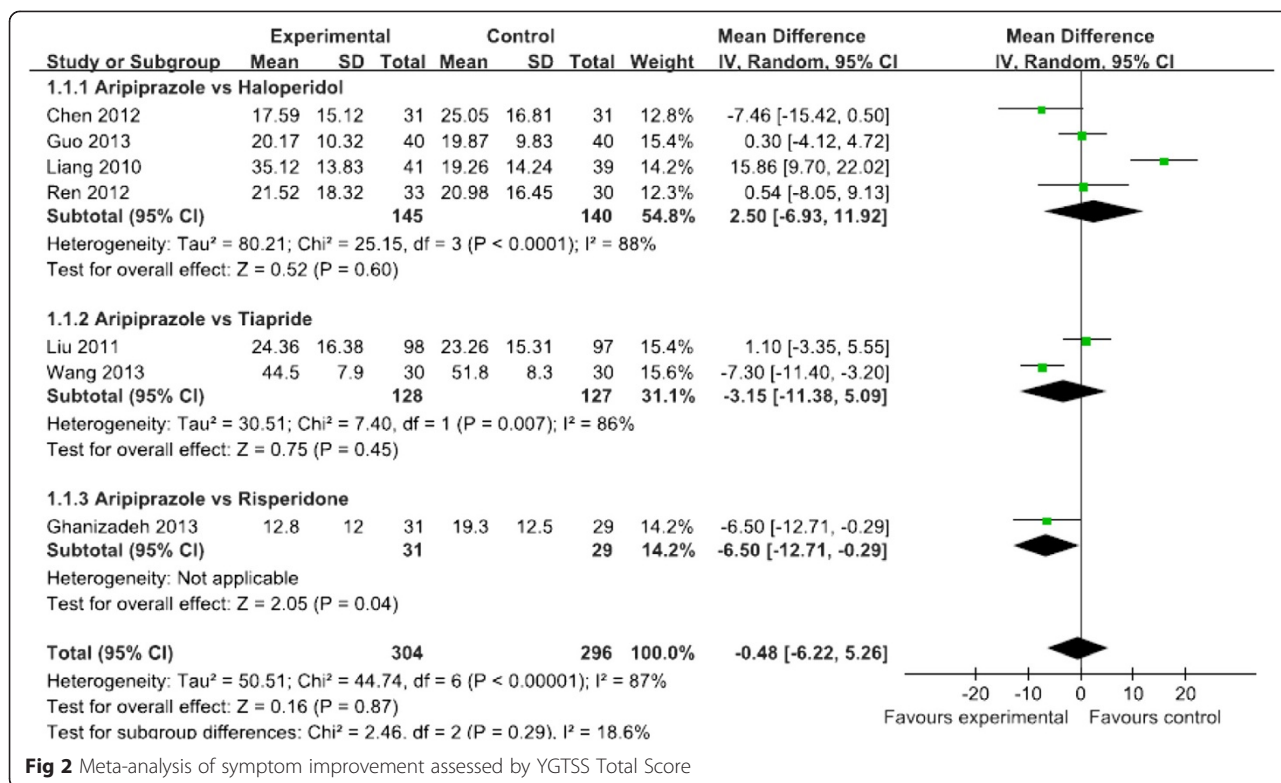 Experimental Control Mean Difference Mean Difference
Study or Subgroup Mean SD Total Mean SD Total Weight IV, Random, 95% CI IV, Random, 95% CI
1.1.1 Aripiprazole vs Haloperidol
Chen 2012 17.59 15.12 31 25.05 16.81 31 12.8% -7.46 [-15.42, 0.50]
Guo 2013 20.17 10.32 40 19.87 9.83 40 15.4% 0.30 [-4.12, 4.72]
Liang 2010 35.12 13.83 41 19.26 14.24 39 14.2% 15.86 [9.70, 22.02]
Ren 2012 21.52 18.32 33 20.98 16.45 30 12.3% 0.54 [-8.05, 9.13]
Subtotal (95% CI) 145 140 54.8% 2.50 [-6.93, 11.92]
Heterogeneity: Tau² = 80.21; Chi² = 25.15, df = 3 (P < 0.0001); I² = 88%
Test for overall effect: Z = 0.52 (P = 0.60)
1.1.2 Aripiprazole vs Tiapride
Liu 2011 24.36 16.38 98 23.26 15.31 97 15.4% 1.10 [-3.35, 5.55]
Wang 2013 44.5 7.9 30 51.8 8.3 30 15.6% -7.30 [-11.40, -3.20]
Subtotal (95% CI) 128 127 31.1% -3.15 [-11.38, 5.09]
Heterogeneity: Tau² = 30.51; Chi² = 7.40, df = 1 (P = 0.007); I² = 86%
Test for overall effect: Z = 0.75 (P = 0.45)
1.1.3 Aripiprazole vs Risperidone
Ghanizadeh 2013 12.8 12 31 19.3 12.5 29 14.2% -6.50 [-12.71, -0.29]
Subtotal (95% CI) 31 29 14.2% -6.50 [-12.71, -0.29]
Heterogeneity: Not applicable
Test for overall effect: Z = 2.05 (P = 0.04)
Total (95% CI) 304 296 100.0% -0.48 [-6.22, 5.26]
Heterogeneity: Tau² = 50.51; Chi² = 44.74, df = 6 (P < 0.00001); I² = 87%
Test for overall effect: Z = 0.16 (P = 0.87)
Test for subgroup differences: Chi² = 2.46, df = 2 (P = 0.29), I² = 18.6%
-20 -10 0 10 20
Favours experimental Favours control
Fig 2 Meta-analysis of symptom improvement assessed by YGTSS Total Score